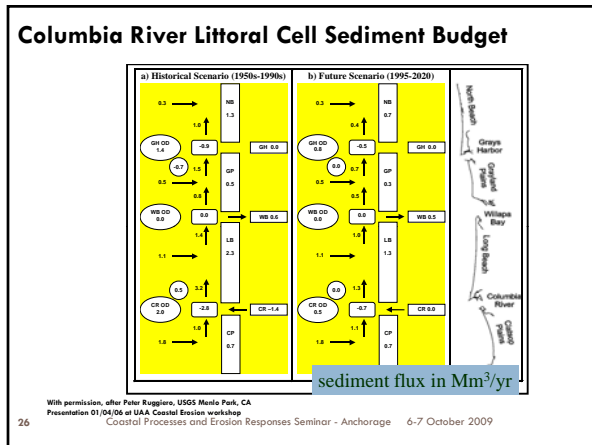 Columbia River Littoral Cell Sediment Budget
a) Historical Scenario (1950s-1990s)
b) Future Scenario (1995-2020)
NB
1.3
0.3
1.0
GH OD
1.4
-0.9
GH 0.0
-0.7
1.5
GP
0.5
0.5
0.8
WB OD
0.0
0.0
WB 0.6
1.4
LB
2.3
1.1
3.2
0.5
CR OD
2.0
-2.8
CR -1.4
1.0
CP
0.7
1.8
NB
0.7
0.3
0.4
GH OD
0.8
-0.5
GH 0.0
0.0
0.7
GP
0.3
0.5
0.5
WB OD
0.0
0.0
WB 0.5
1.0
LB
1.3
1.1
1.3
0.0
CR OD
0.5
-0.7
CR 0.0
1.1
CP
0.7
1.8
North Beach
Grays
Harbor
Grayland
Plains
Willapa
Bay
Long Beach
Columbia
River
Clatsop
Plains
sediment flux in Mm³/yr
With permission, after Peter Ruggiero, USGS Menlo Park, CA
Presentation 01/04/06 at UAA Coastal Erosion workshop
26 Coastal Processes and Erosion Responses Seminar - Anchorage 6-7 October 2009